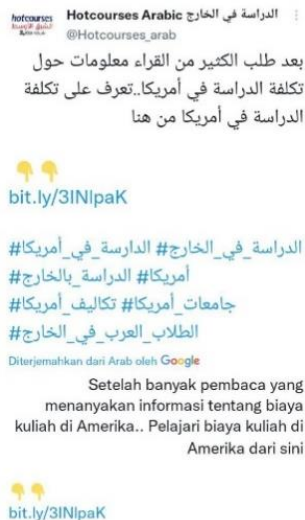 hotcourses
الشرق الأوسط
Hotcourses Arabic الدراسة في الخارج
@Hotcourses_arab
بعد طلب الكثير من القراء معلومات حول
تكلفة الدراسة في أمريكا..تعرف على تكلفة
الدراسة في أمريكا من هنا
👇👇
bit.ly/3INlpaK
#الدراسة_في_الخارج #الدارسة_في_أمريكا
#أمريكا #الدراسة_بالخارج
#جامعات_أمريكا #تكاليف_أمريكا
#الطلاب_العرب_في_الخارج
Diterjemahkan dari Arab oleh Google
Setelah banyak pembaca yang
menanyakan informasi tentang biaya
kuliah di Amerika.. Pelajari biaya kuliah di
Amerika dari sini
👇👇
bit.ly/3INlpaK